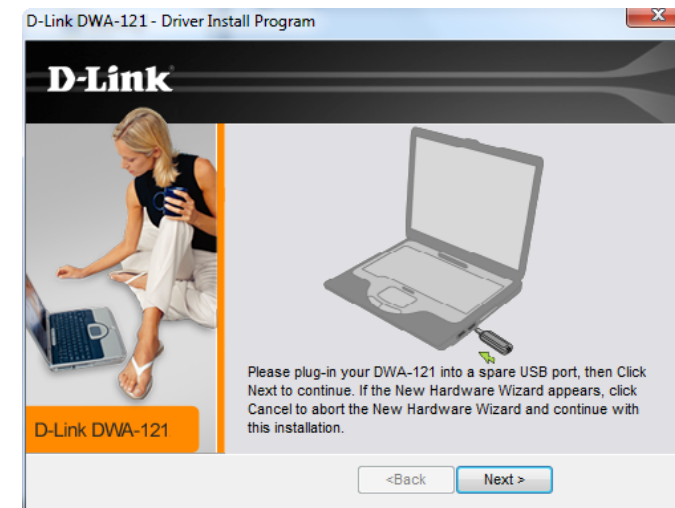 D-Link DWA-121 - Driver Install Program
D-Link
Please plug-in your DWA-121 into a spare USB port, then Click
Next to continue. If the New Hardware Wizard appears, click
Cancel to abort the New Hardware Wizard and continue with
this installation.
D-Link DWA-121
<Back
Next >